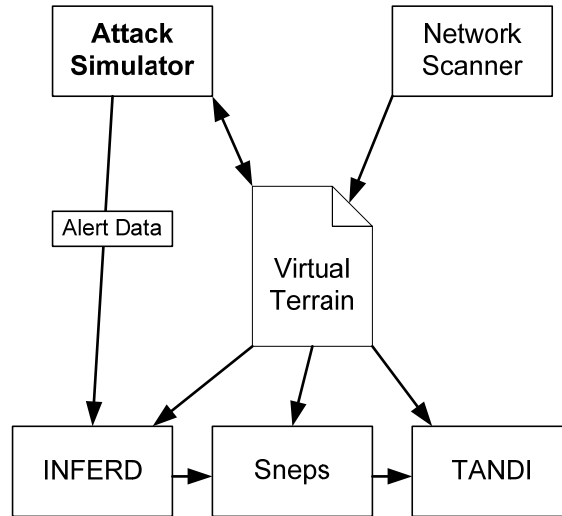 Attack
Simulator
Network
Scanner
Alert Data
Virtual
Terrain
INFERD
Sneps
TANDI